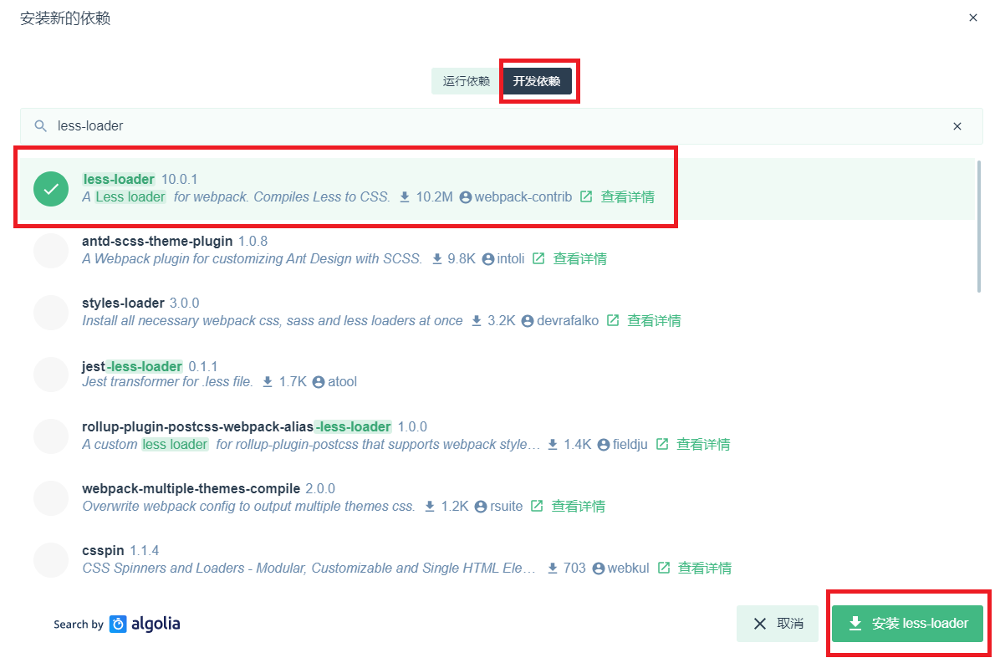 安装新的依赖
运行依赖 开发依赖
less-loader
less-loader 10.0.1
A Less loader for webpack. Compiles Less to CSS. 10.2M webpack-contrib 查看详情
antd-scss-theme-plugin 1.0.8
A Webpack plugin for customizing Ant Design with SCSS. 9.8K intoli 查看详情
styles-loader 3.0.0
Install all necessary webpack css, sass and less loaders at once 3.2K devrafalko 查看详情
jest-less-loader 0.1.1
Jest transformer for .less file. 1.7K atool
rollup-plugin-postcss-webpack-alias-less-loader 1.0.0
A custom less loader for rollup-plugin-postcss that supports webpack style… 1.4K fieldju 查看详情
webpack-multiple-themes-compile 2.0.0
Overwrite webpack config to output multiple themes css. 1.2K rsuite 查看详情
csspin 1.1.4
CSS Spinners and Loaders - Modular, Customizable and Single HTML Ele… 703 webkul 查看详情
Search by algolia 取消 安装 less-loader